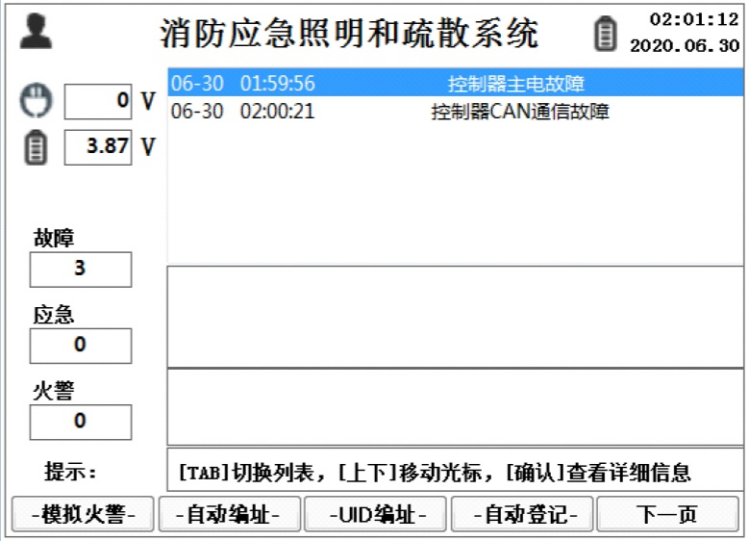 消防应急照明和疏散系统
02:01:12
2020.06.30
0 V
3.87 V
06-30 01:59:56 控制器主电故障
06-30 02:00:21 控制器CAN通信故障
故障
3
应急
0
火警
0
提示:
[TAB]切换列表，[上下]移动光标，[确认]查看详细信息
-模拟火警-
-自动编址-
-UID编址-
-自动登记-
下一页